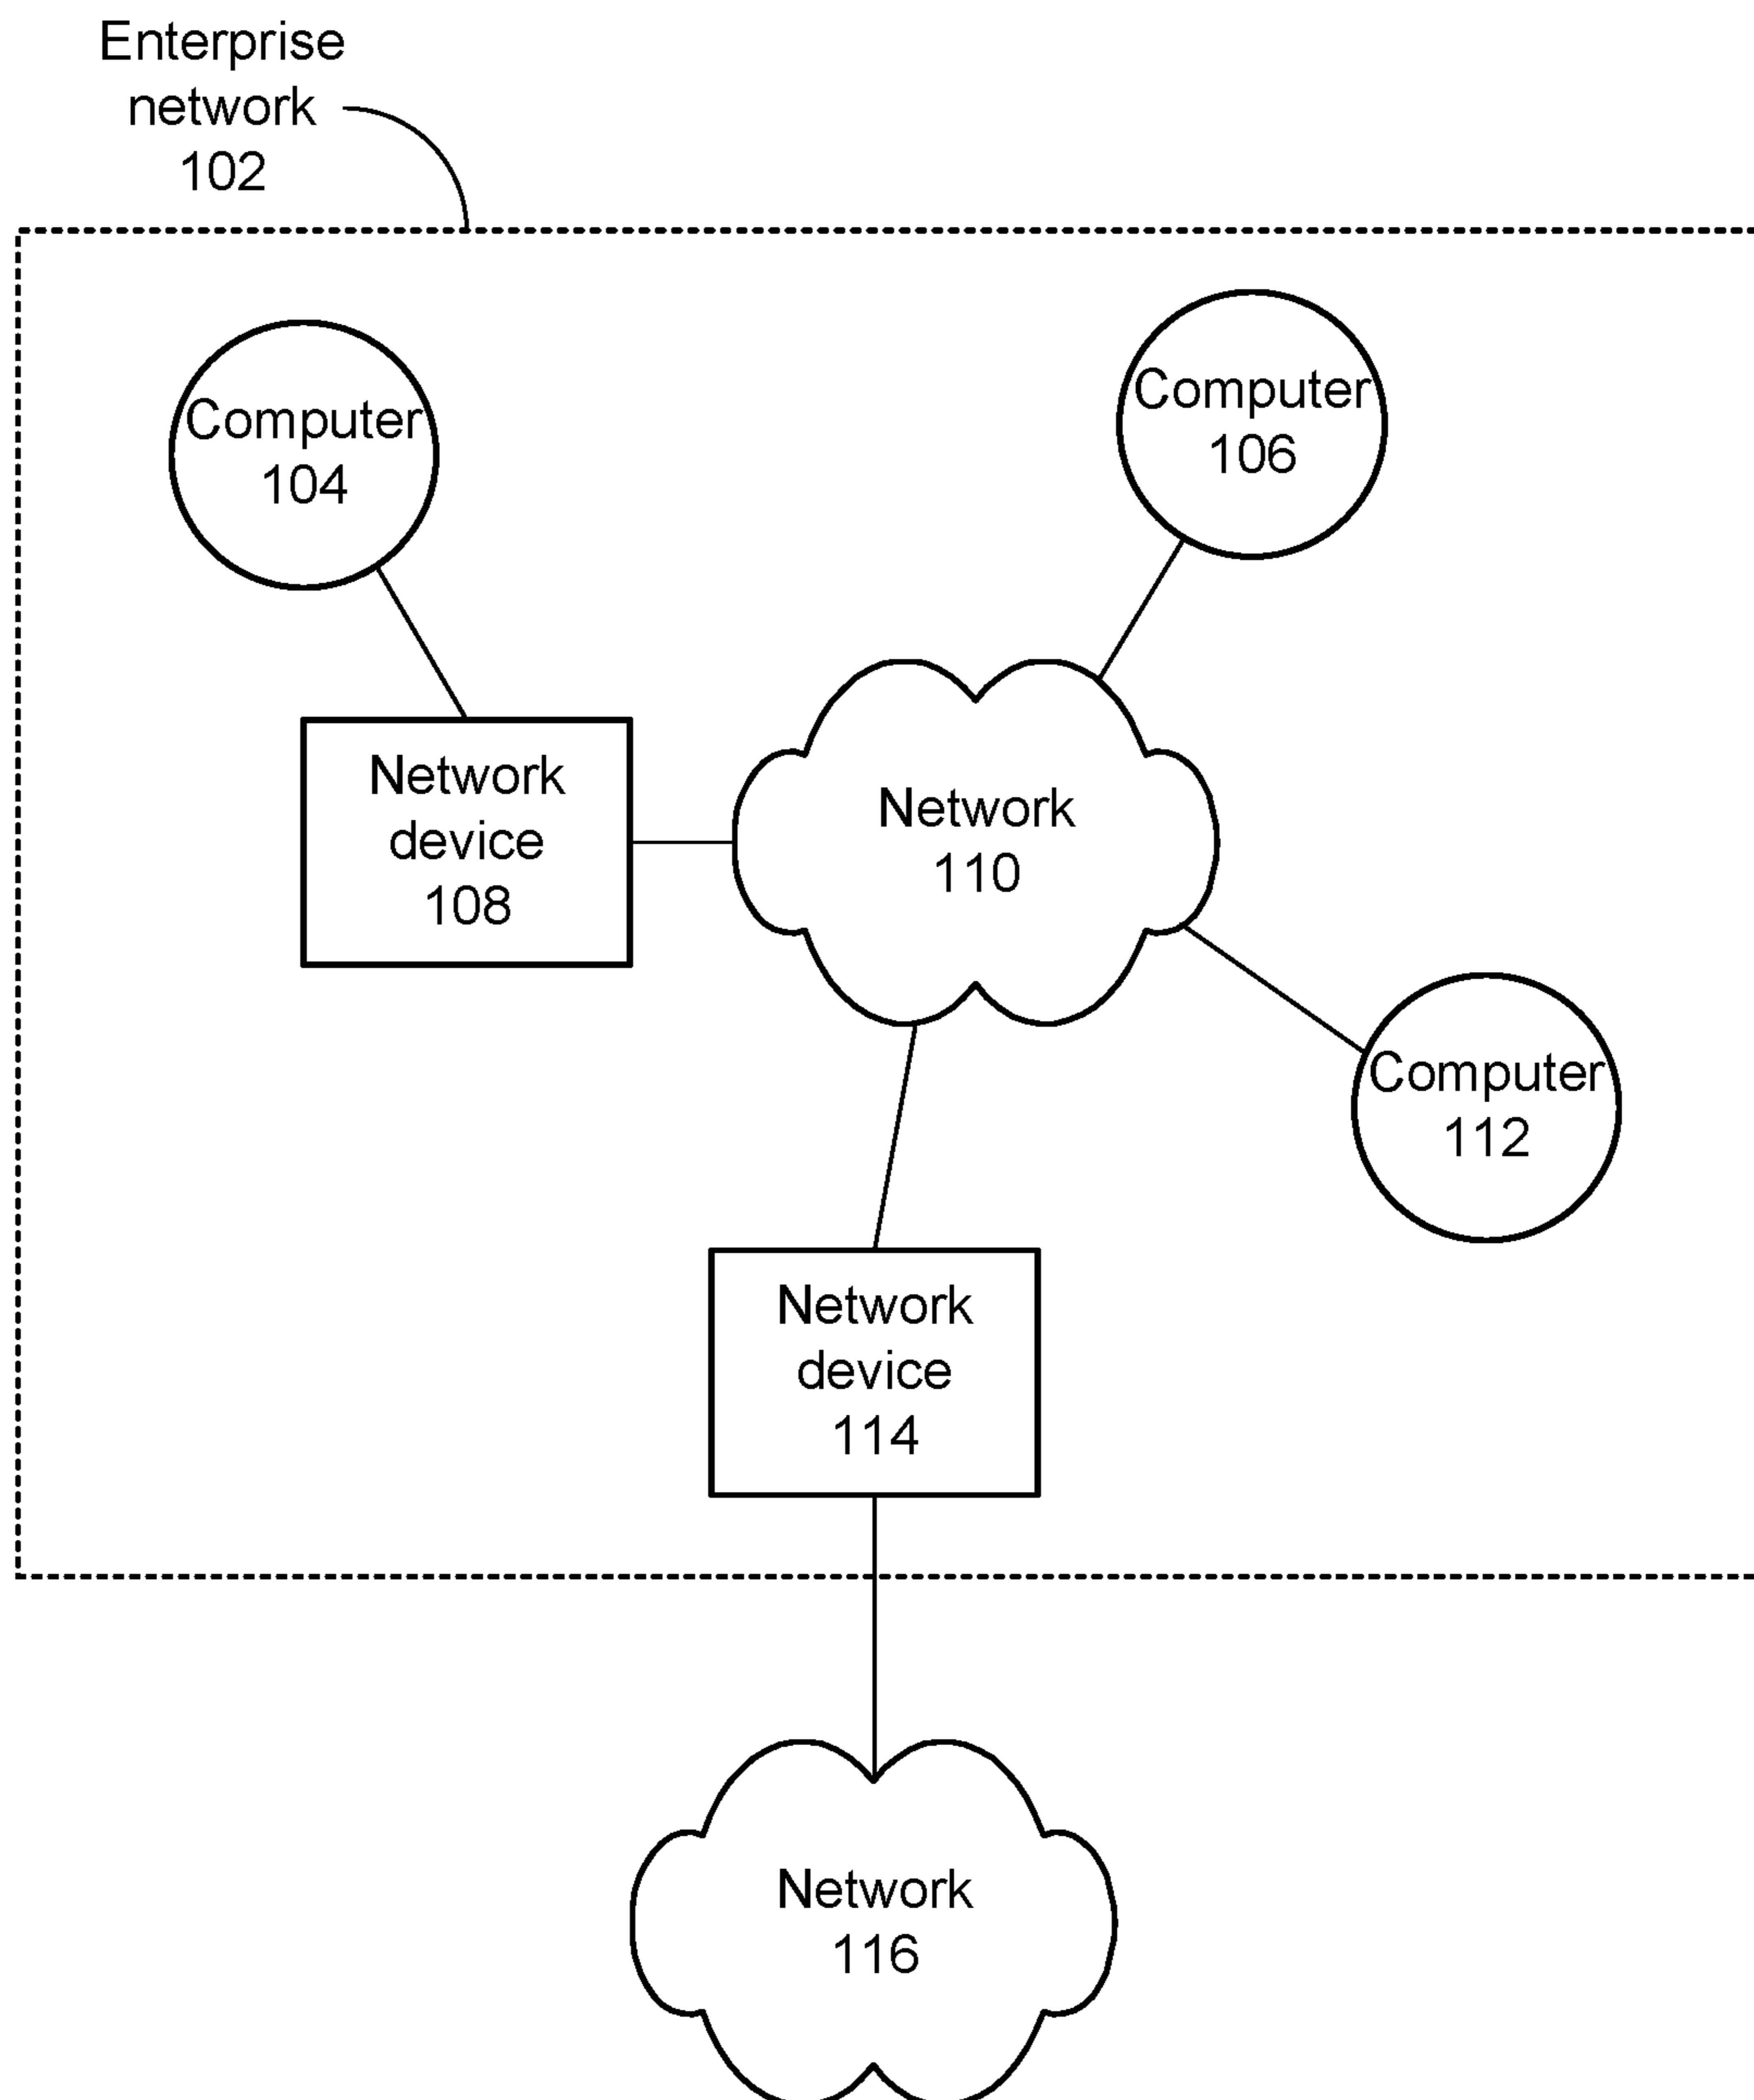 Enterprise
network
102
Computer
104
Computer
106
Network
device
108
Network
110
Computer
112
Network
device
114
Network
116